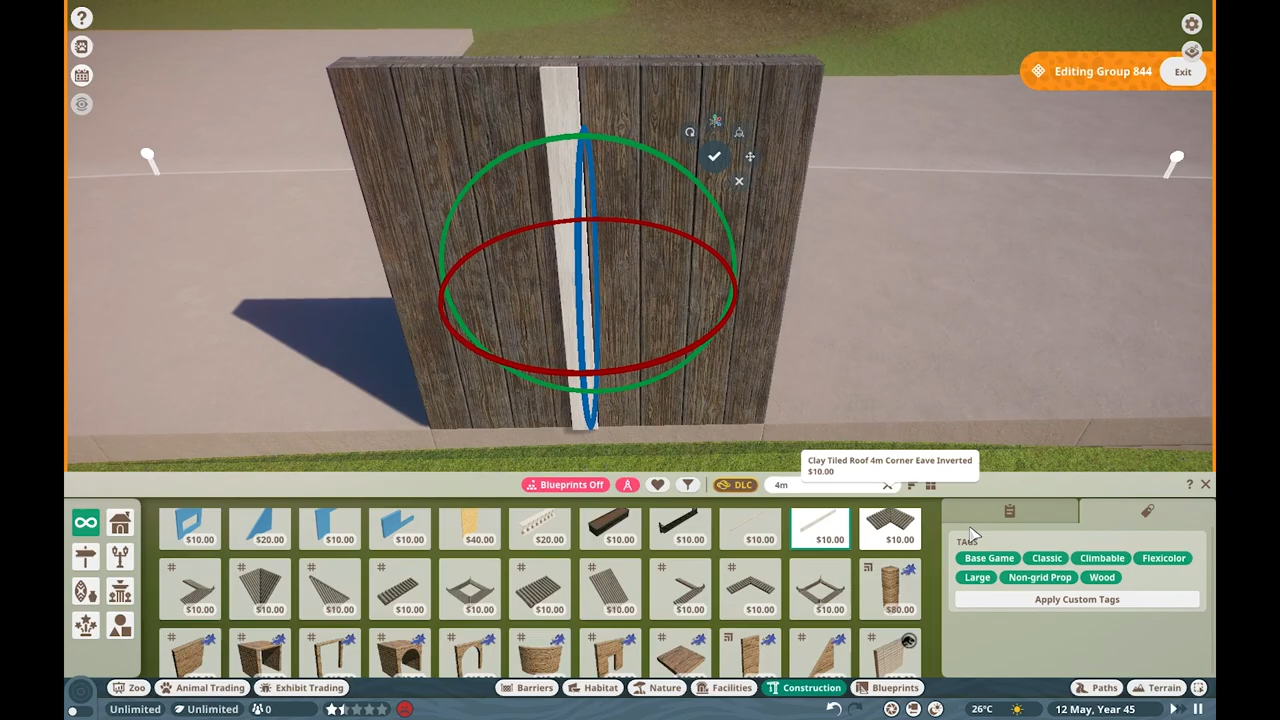 ?
Editing Group 844
Exit
Clay Tiled Roof 4m Corner Eave Inverted
$10.00
Blueprints Off
DLC
4m
?
$10.00 $20.00 $10.00 $10.00 $40.00 $20.00 $10.00 $10.00 $10.00 $10.00 $10.00
TAGS
Base Game Classic Climbable Flexicolor
Large Non-grid Prop Wood
Apply Custom Tags
$10.00 $10.00 $10.00 $10.00 $10.00 $10.00 $10.00 $10.00 $10.00 $10.00 $80.00
Zoo Animal Trading Exhibit Trading Barriers Habitat Nature Facilities Construction Blueprints Paths Terrain
Unlimited Unlimited 0 26°C 12 May, Year 45